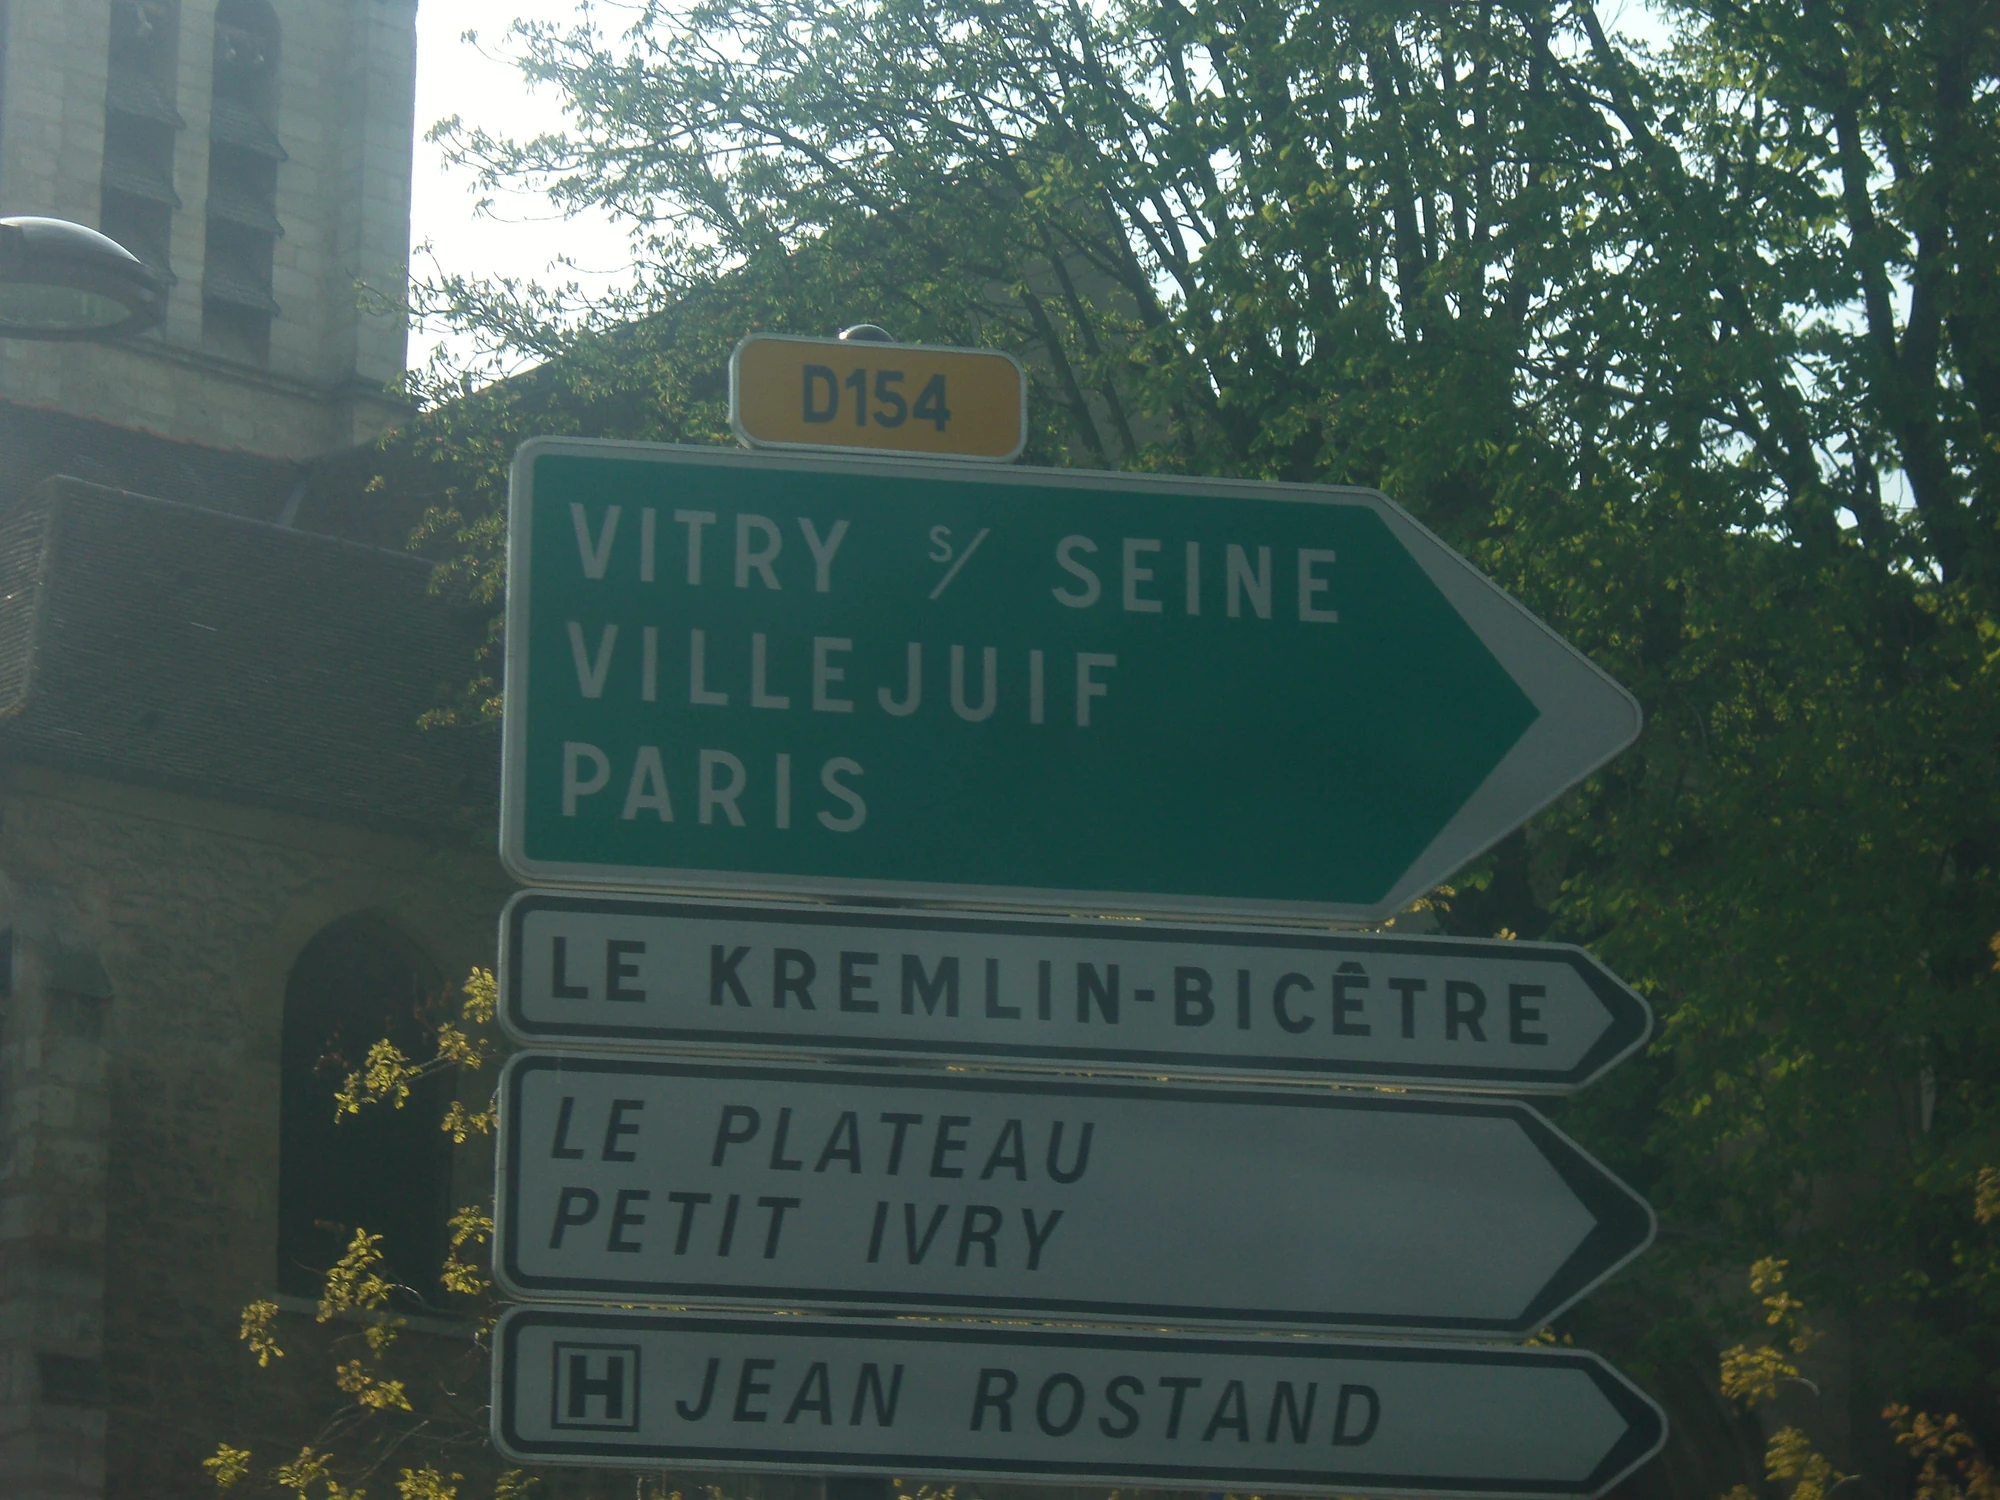 D154
VITRY s/ SEINE
VILLEJUIF
PARIS
LE KREMLIN-BICÊTRE
LE PLATEAU
PETIT IVRY
H JEAN ROSTAND